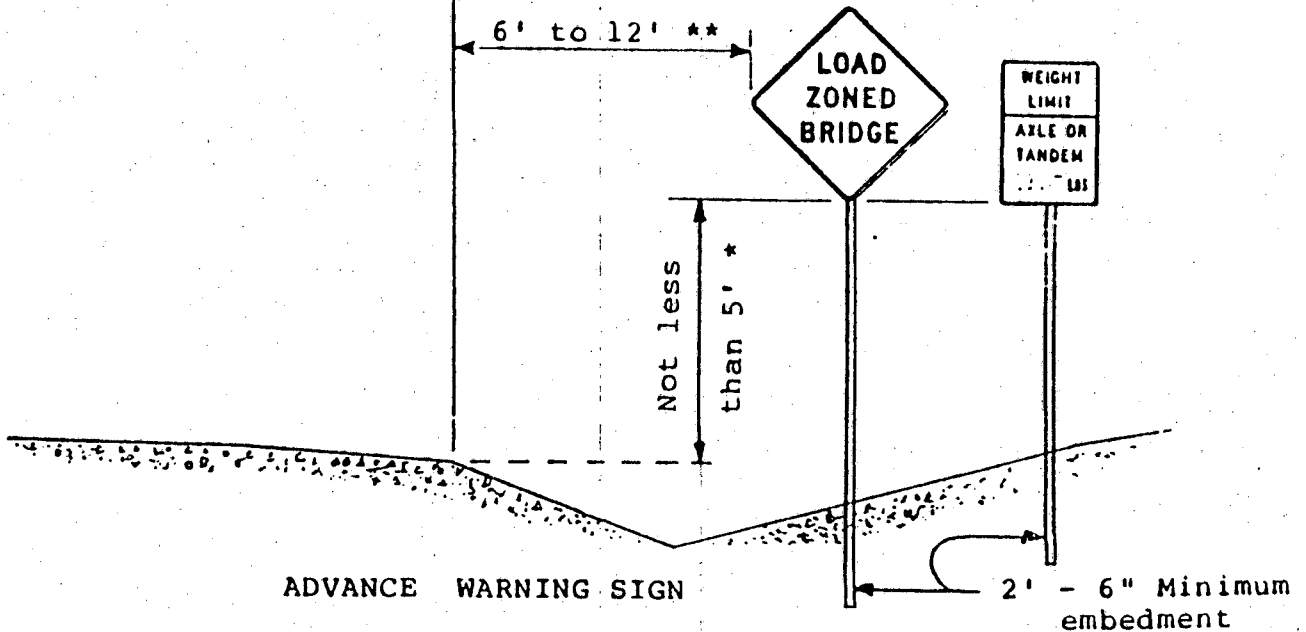 6' to 12' **
LOAD
ZONED
BRIDGE
WEIGHT
LIMIT
AXLE OR
TANDEM
LBS
Not less
than 5' *
ADVANCE WARNING SIGN
2' - 6" Minimum
embedment